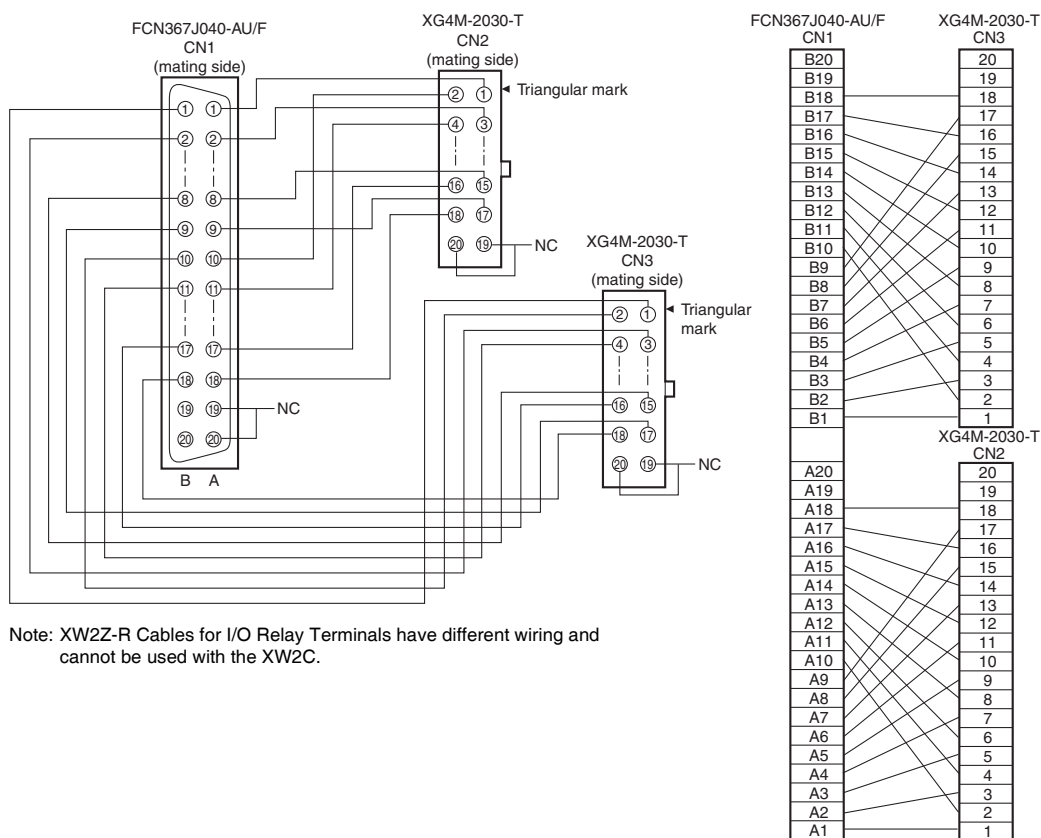 FCN367J040-AU/F
CN1
(mating side)
XG4M-2030-T
CN2
(mating side)
Triangular mark
1 1 2 1
2 2 4 3
8 8 16 15
9 9 18 17
10 10 20 19 NC
11 11
17 17
18 18
19 19 NC
20 20
B A
XG4M-2030-T
CN3
(mating side)
Triangular
mark
2 1
4 3
16 15
18 17
20 19 NC
Note: XW2Z-R Cables for I/O Relay Terminals have different wiring and
cannot be used with the XW2C.
FCN367J040-AU/F XG4M-2030-T
CN1 CN3
B20 20
B19 19
B18 18
B17 17
B16 16
B15 15
B14 14
B13 13
B12 12
B11 11
B10 10
B9 9
B8 8
B7 7
B6 6
B5 5
B4 4
B3 3
B2 2
B1 1
XG4M-2030-T
CN2
A20 20
A19 19
A18 18
A17 17
A16 16
A15 15
A14 14
A13 13
A12 12
A11 11
A10 10
A9 9
A8 8
A7 7
A6 6
A5 5
A4 4
A3 3
A2 2
A1 1